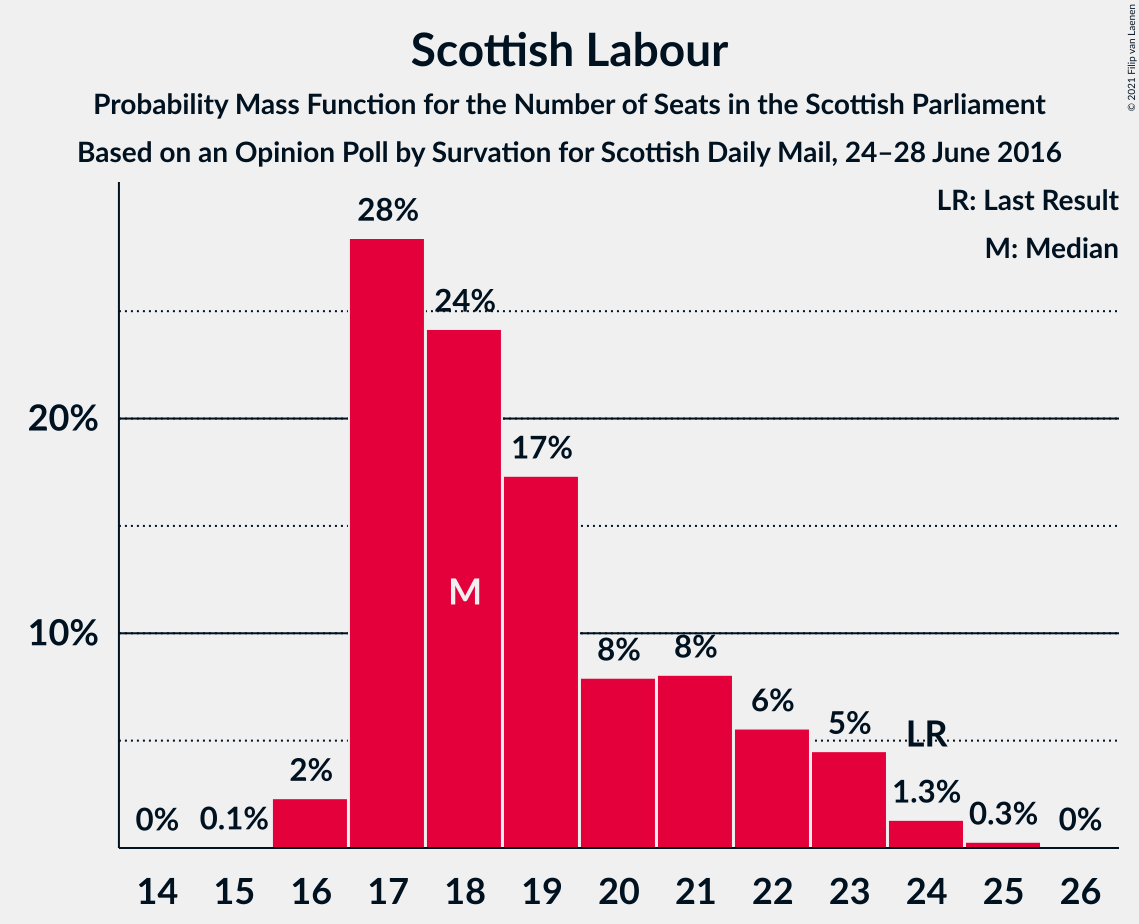 Scottish Labour
Probability Mass Function for the Number of Seats in the Scottish Parliament
Based on an Opinion Poll by Survation for Scottish Daily Mail, 24–28 June 2016
© 2021 Filip van Laenen
LR: Last Result
M: Median
28%
24%
20%
17%
M
10%
8%
8%
6%
5%
LR
2%
1.3%
0%
0.1%
0.3%
0%
14 15 16 17 18 19 20 21 22 23 24 25 26